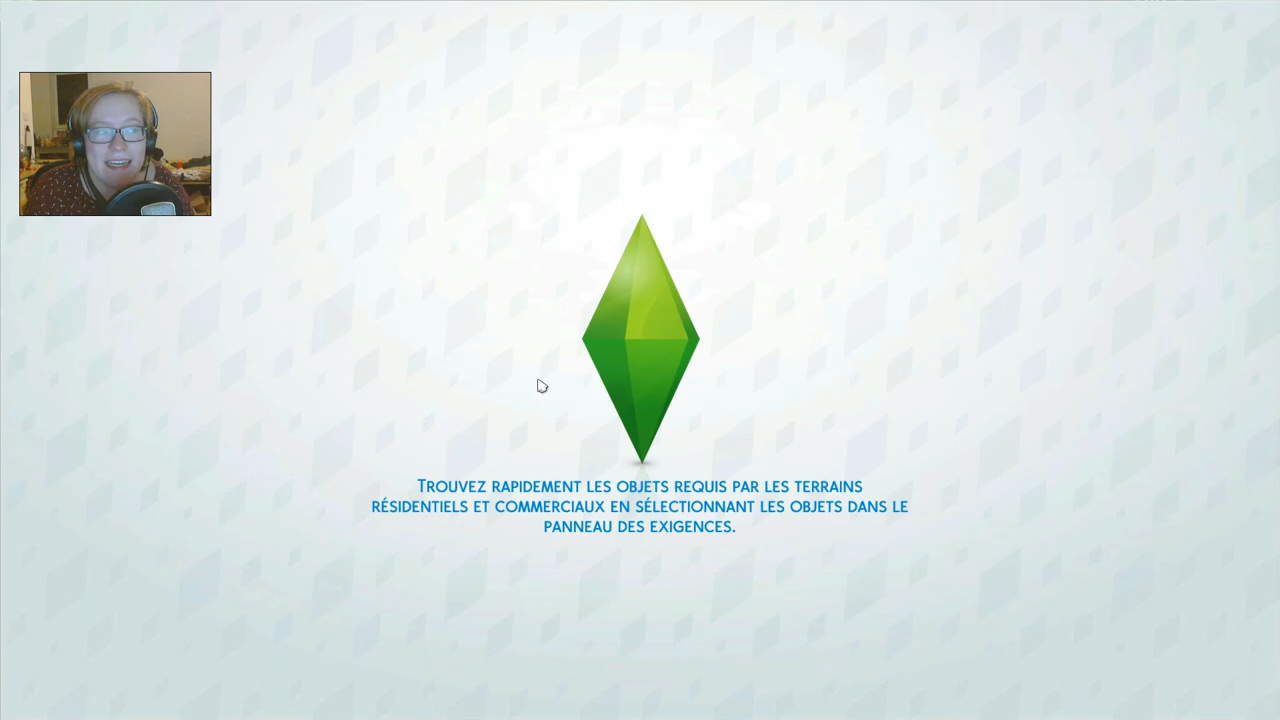 Trouvez rapidement les objets requis par les terrains
résidentiels et commerciaux en sélectionnant les objets dans le
panneau des exigences.